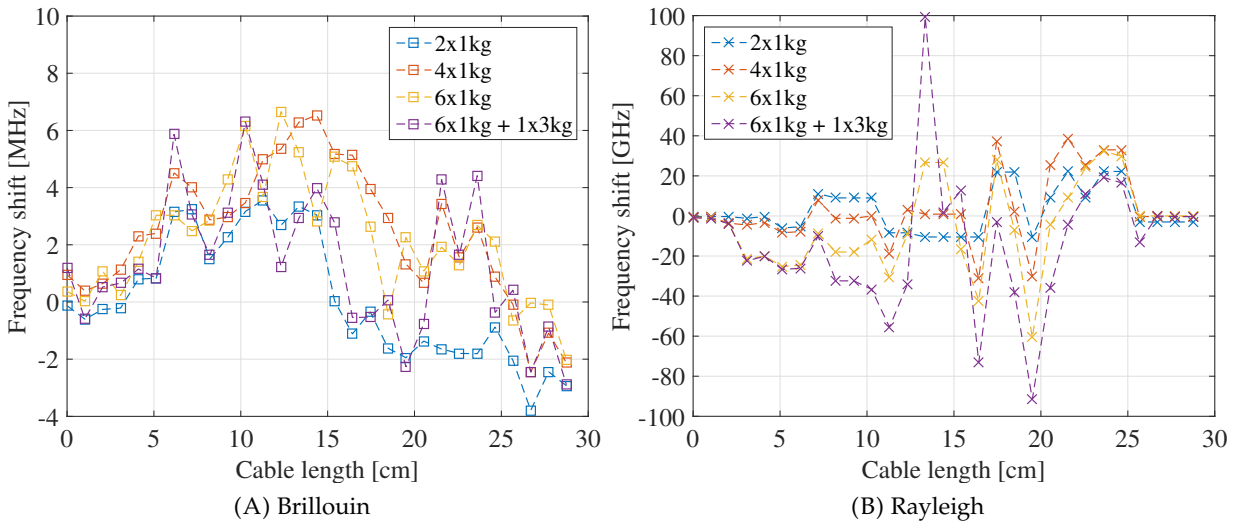 10
8
6
4
2
0
-2
-4
Frequency shift [MHz]
2x1kg
4x1kg
6x1kg
6x1kg + 1x3kg
0 5 10 15 20 25 30
Cable length [cm]
(A) Brillouin
100
80
60
40
20
0
-20
-40
-60
-80
-100
Frequency shift [GHz]
2x1kg
4x1kg
6x1kg
6x1kg + 1x3kg
0 5 10 15 20 25 30
Cable length [cm]
(B) Rayleigh